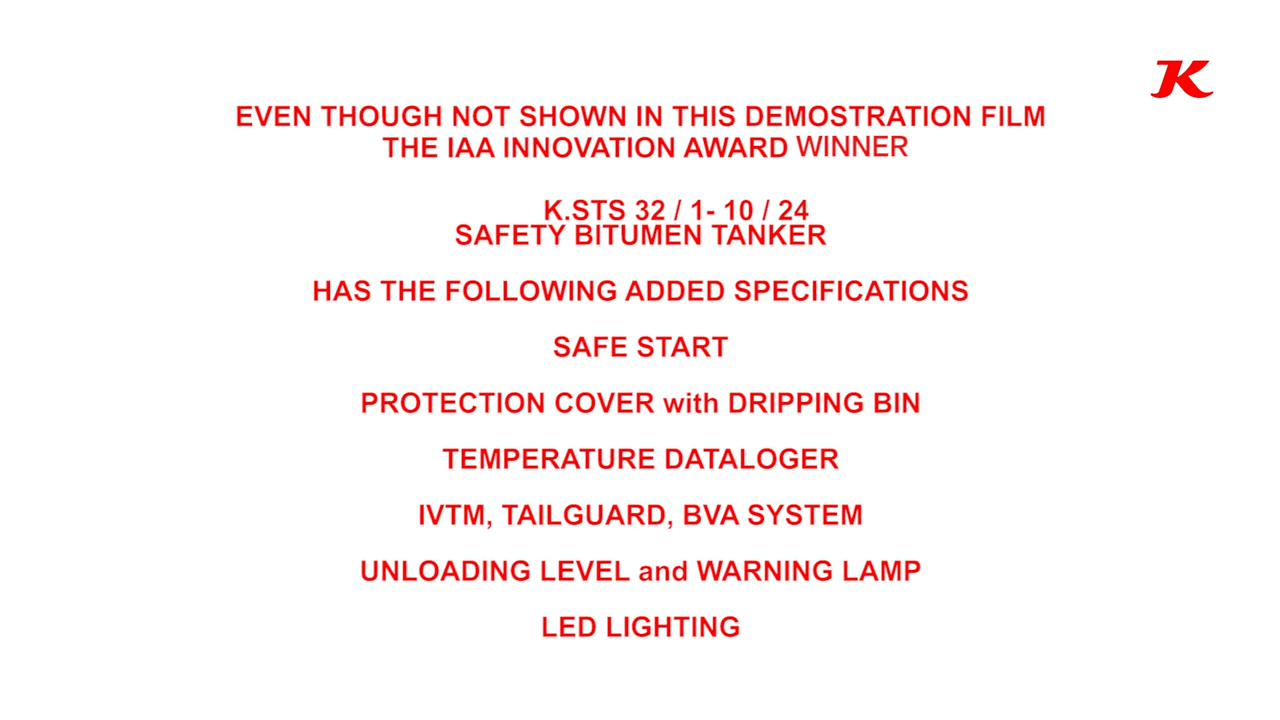 K
EVEN THOUGH NOT SHOWN IN THIS DEMOSTRATION FILM
THE IAA INNOVATION AWARD WINNER
K.STS 32 / 1- 10 / 24
SAFETY BITUMEN TANKER
HAS THE FOLLOWING ADDED SPECIFICATIONS
SAFE START
PROTECTION COVER with DRIPPING BIN
TEMPERATURE DATALOGER
IVTM, TAILGUARD, BVA SYSTEM
UNLOADING LEVEL and WARNING LAMP
LED LIGHTING